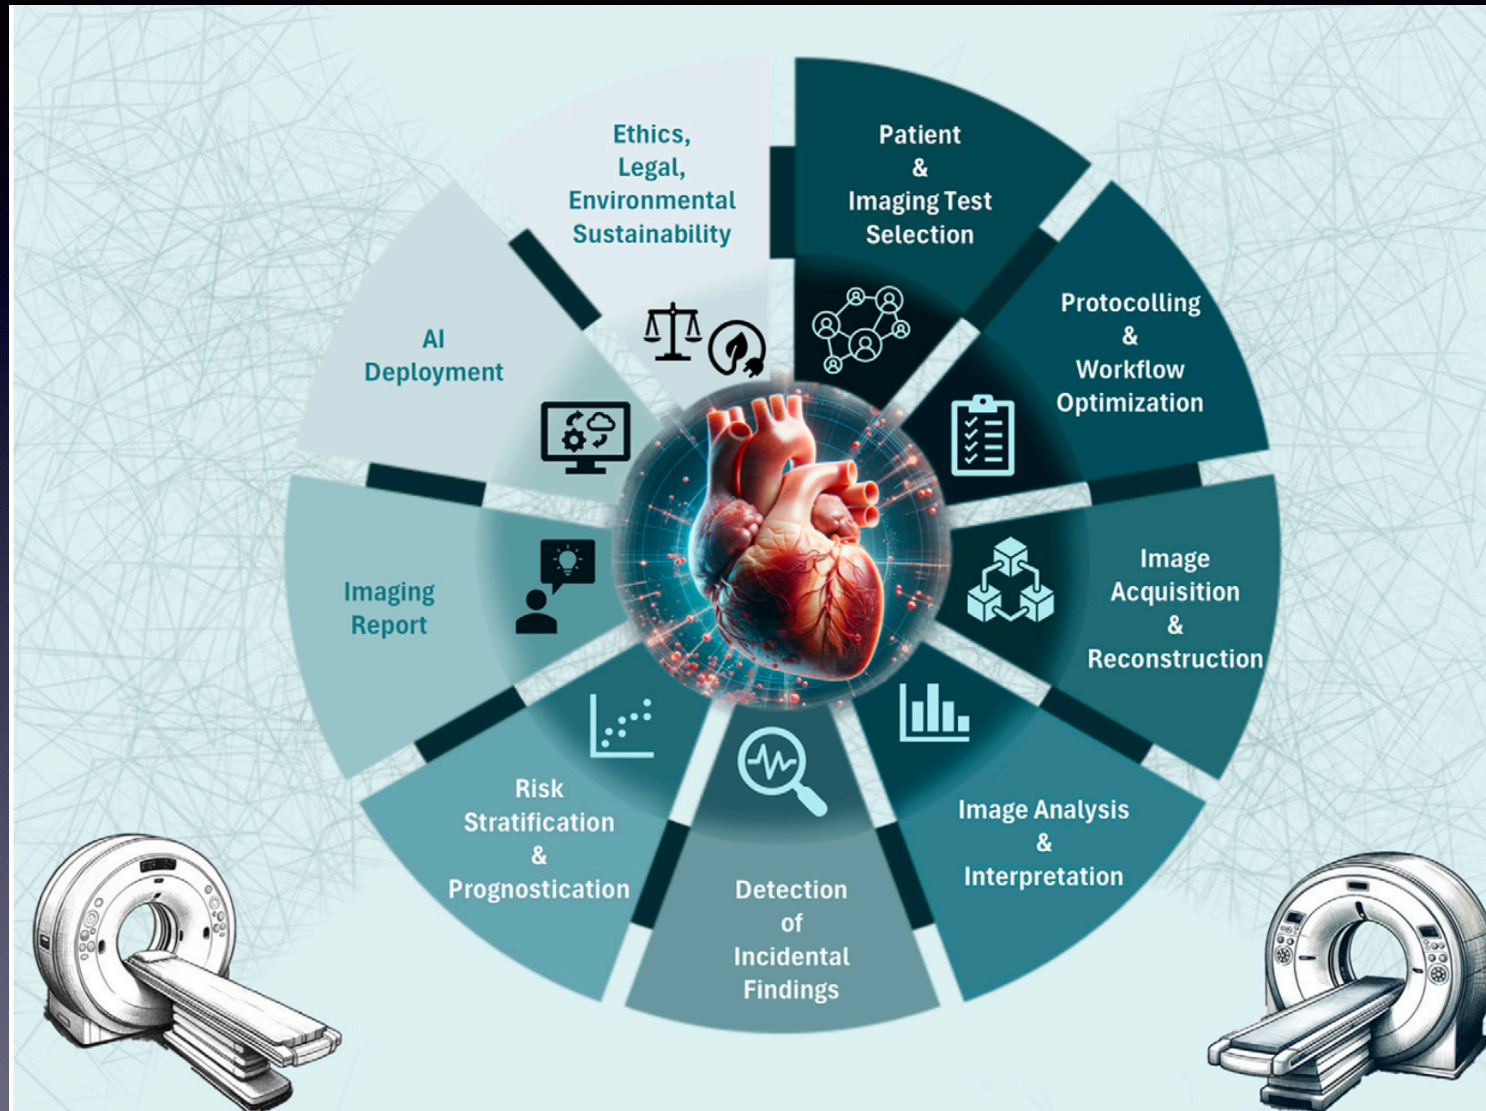 Patient
&
Imaging Test
Selection
Protocolling
&
Workflow
Optimization
Image
Acquisition
&
Reconstruction
Image Analysis
&
Interpretation
Detection
of
Incidental
Findings
Risk
Stratification
&
Prognostication
Imaging
Report
AI
Deployment
Ethics,
Legal,
Environmental
Sustainability